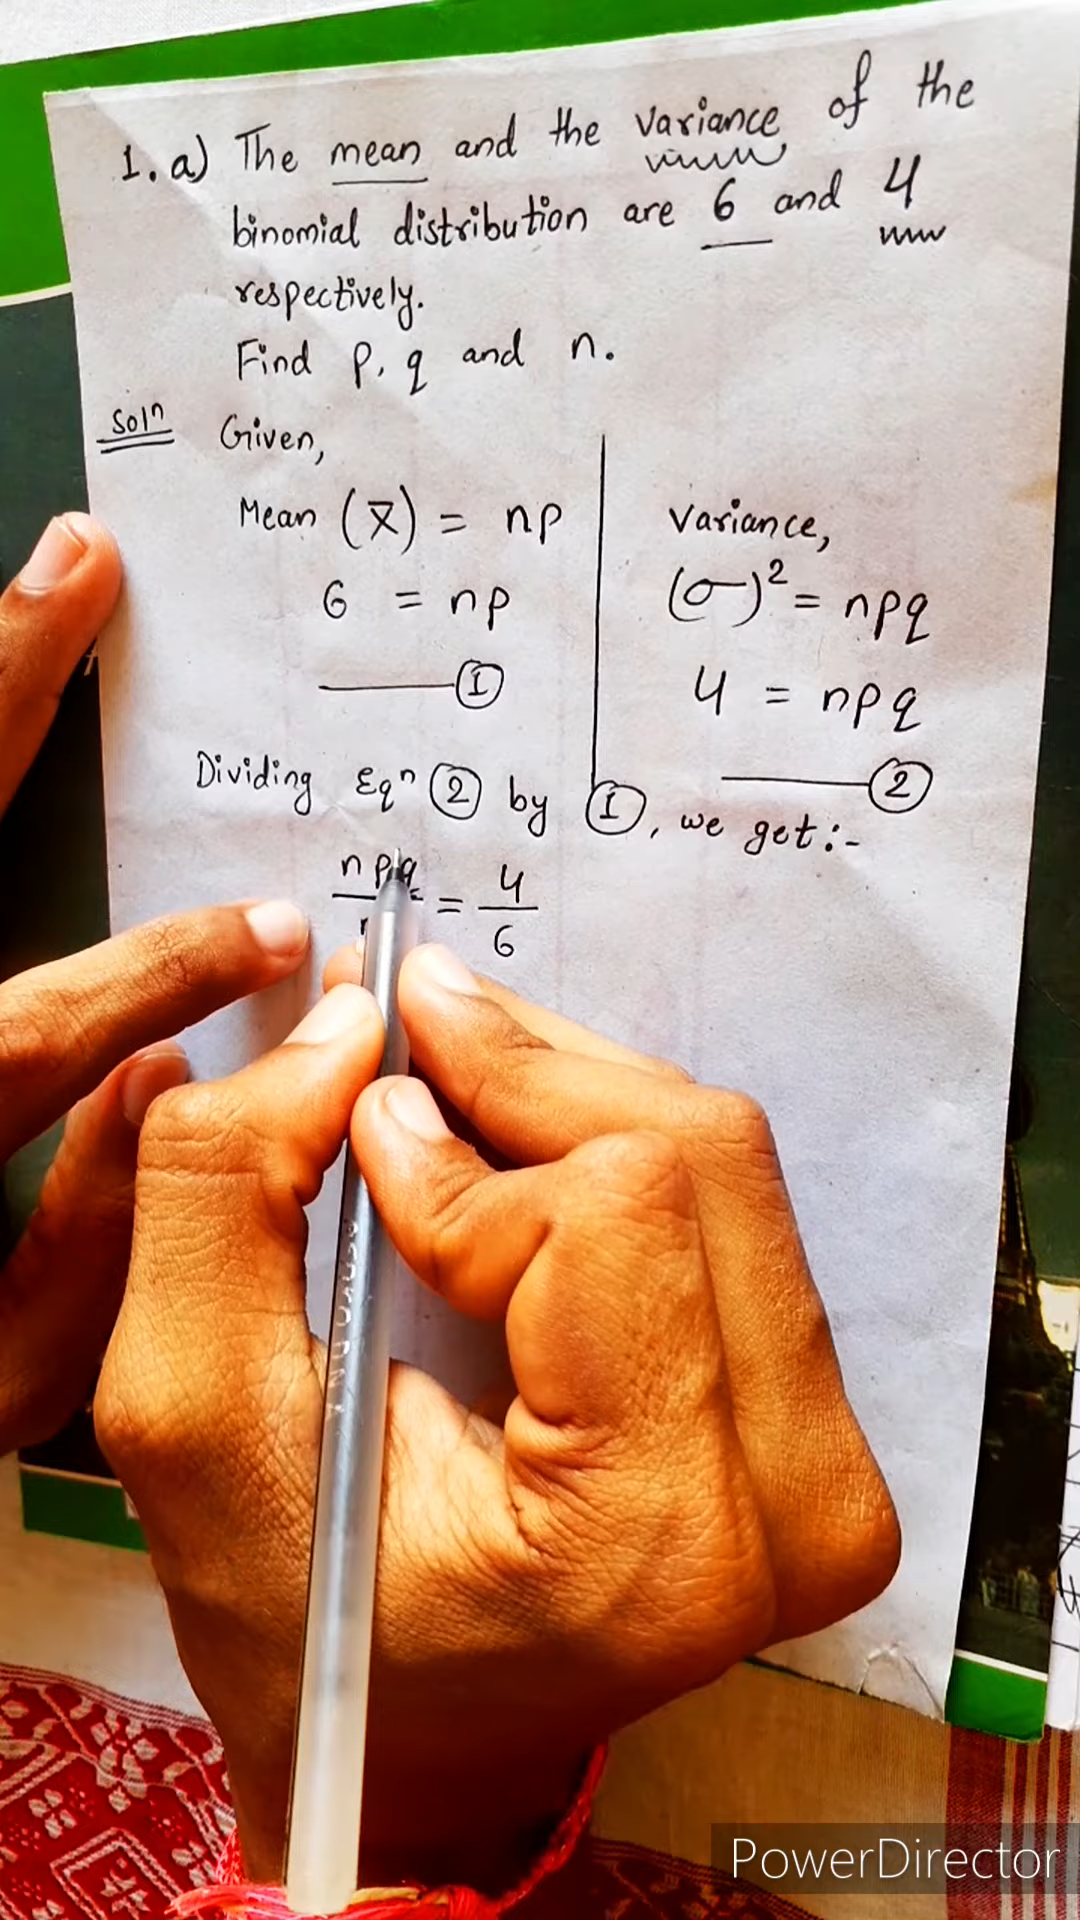 1. a) The mean and the variance of the
binomial distribution are 6 and 4
respectively.
Find p, q and n.
Solⁿ Given,
Mean (x̄) = np
6 = np
①
Variance,
(σ)² = npq
4 = npq
②
Dividing Eqⁿ ② by ①, we get:-
npq = 4
6
PowerDirector